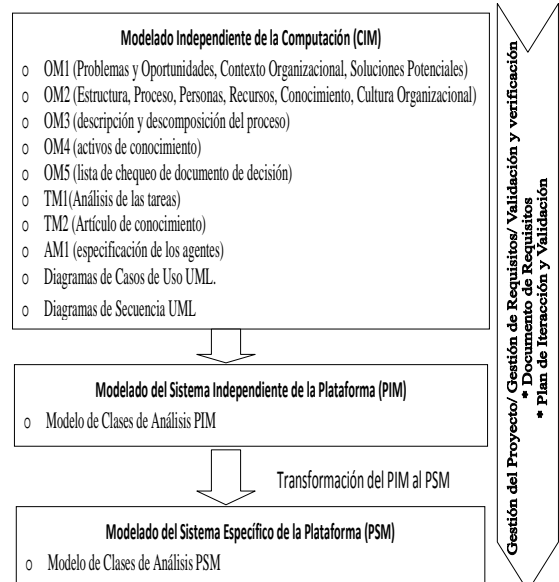 Modelado Independiente de la Computación (CIM)
o OM1 (Problemas y Oportunidades, Contexto Organizacional, Soluciones Potenciales)
o OM2 (Estructura, Proceso, Personas, Recursos, Conocimiento, Cultura Organizacional)
o OM3 (descripción y descomposición del proceso)
o OM4 (activos de conocimiento)
o OM5 (lista de chequeo de documento de decisión)
o TM1(Análisis de las tareas)
o TM2 (Artículo de conocimiento)
o AM1 (especificación de los agentes)
o Diagramas de Casos de Uso UML.
o Diagramas de Secuencia UML
Modelado del Sistema Independiente de la Plataforma (PIM)
o Modelo de Clases de Análisis PIM
Transformación del PIM al PSM
Modelado del Sistema Específico de la Plataforma (PSM)
o Modelo de Clases de Análisis PSM
Gestión del Proyecto/ Gestión de Requisitos/ Validación y verificación
* Documento de Requisitos
* Plan de Iteracción y Validación